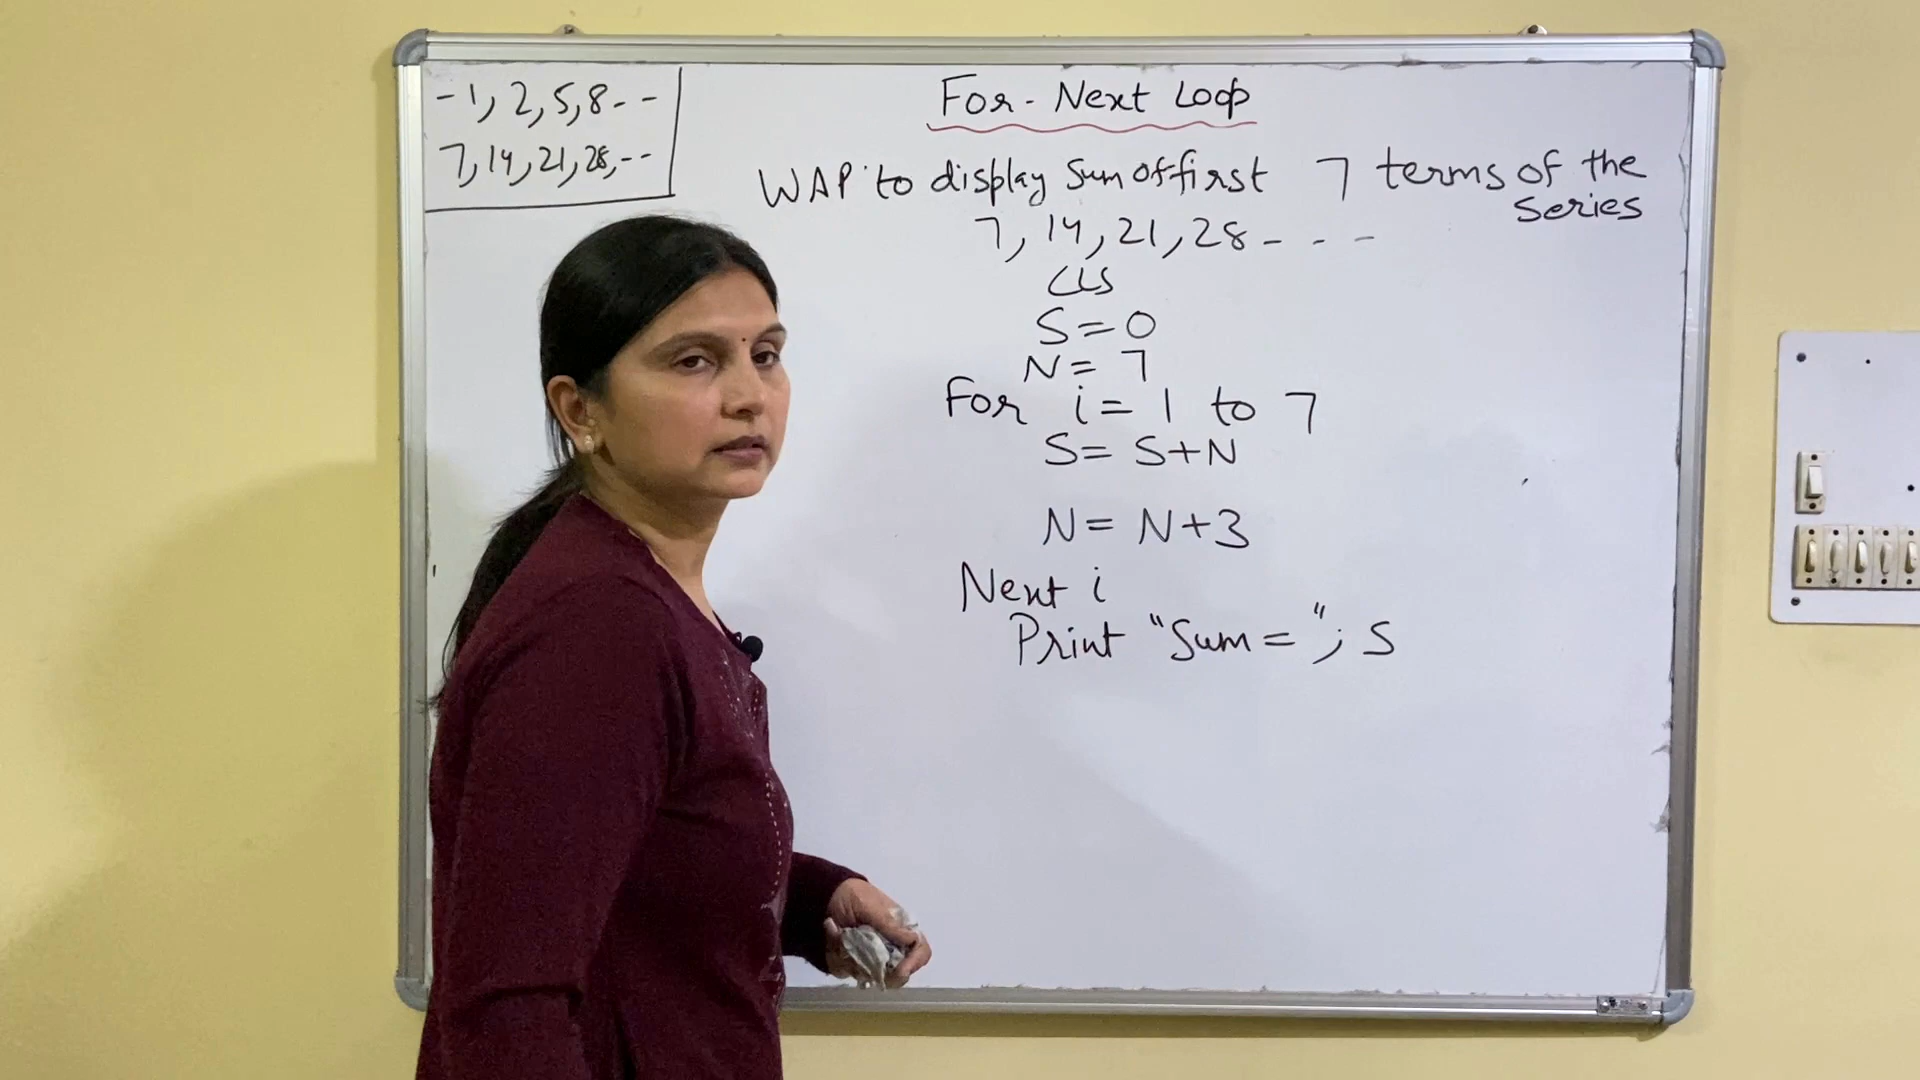 -1, 2, 5, 8 - -
7, 14, 21, 28, - -
For - Next Loop
WAP to display Sum of first 7 terms of the
series
7, 14, 21, 28 - - -
CLS
S = 0
N = 7
For i = 1 to 7
S = S + N
N = N + 3
Next i
Print "Sum = "; S